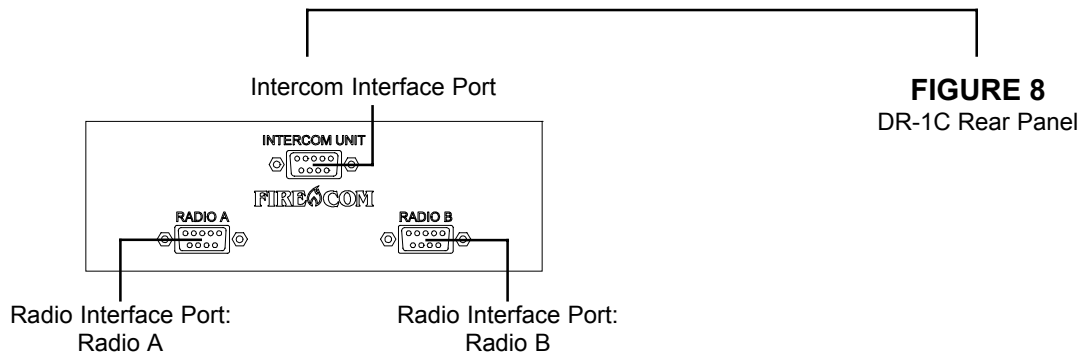 FIGURE 8
DR-1C Rear Panel
Intercom Interface Port
INTERCOM UNIT
FIRECOM
RADIO A
RADIO B
Radio Interface Port:
Radio A
Radio Interface Port:
Radio B